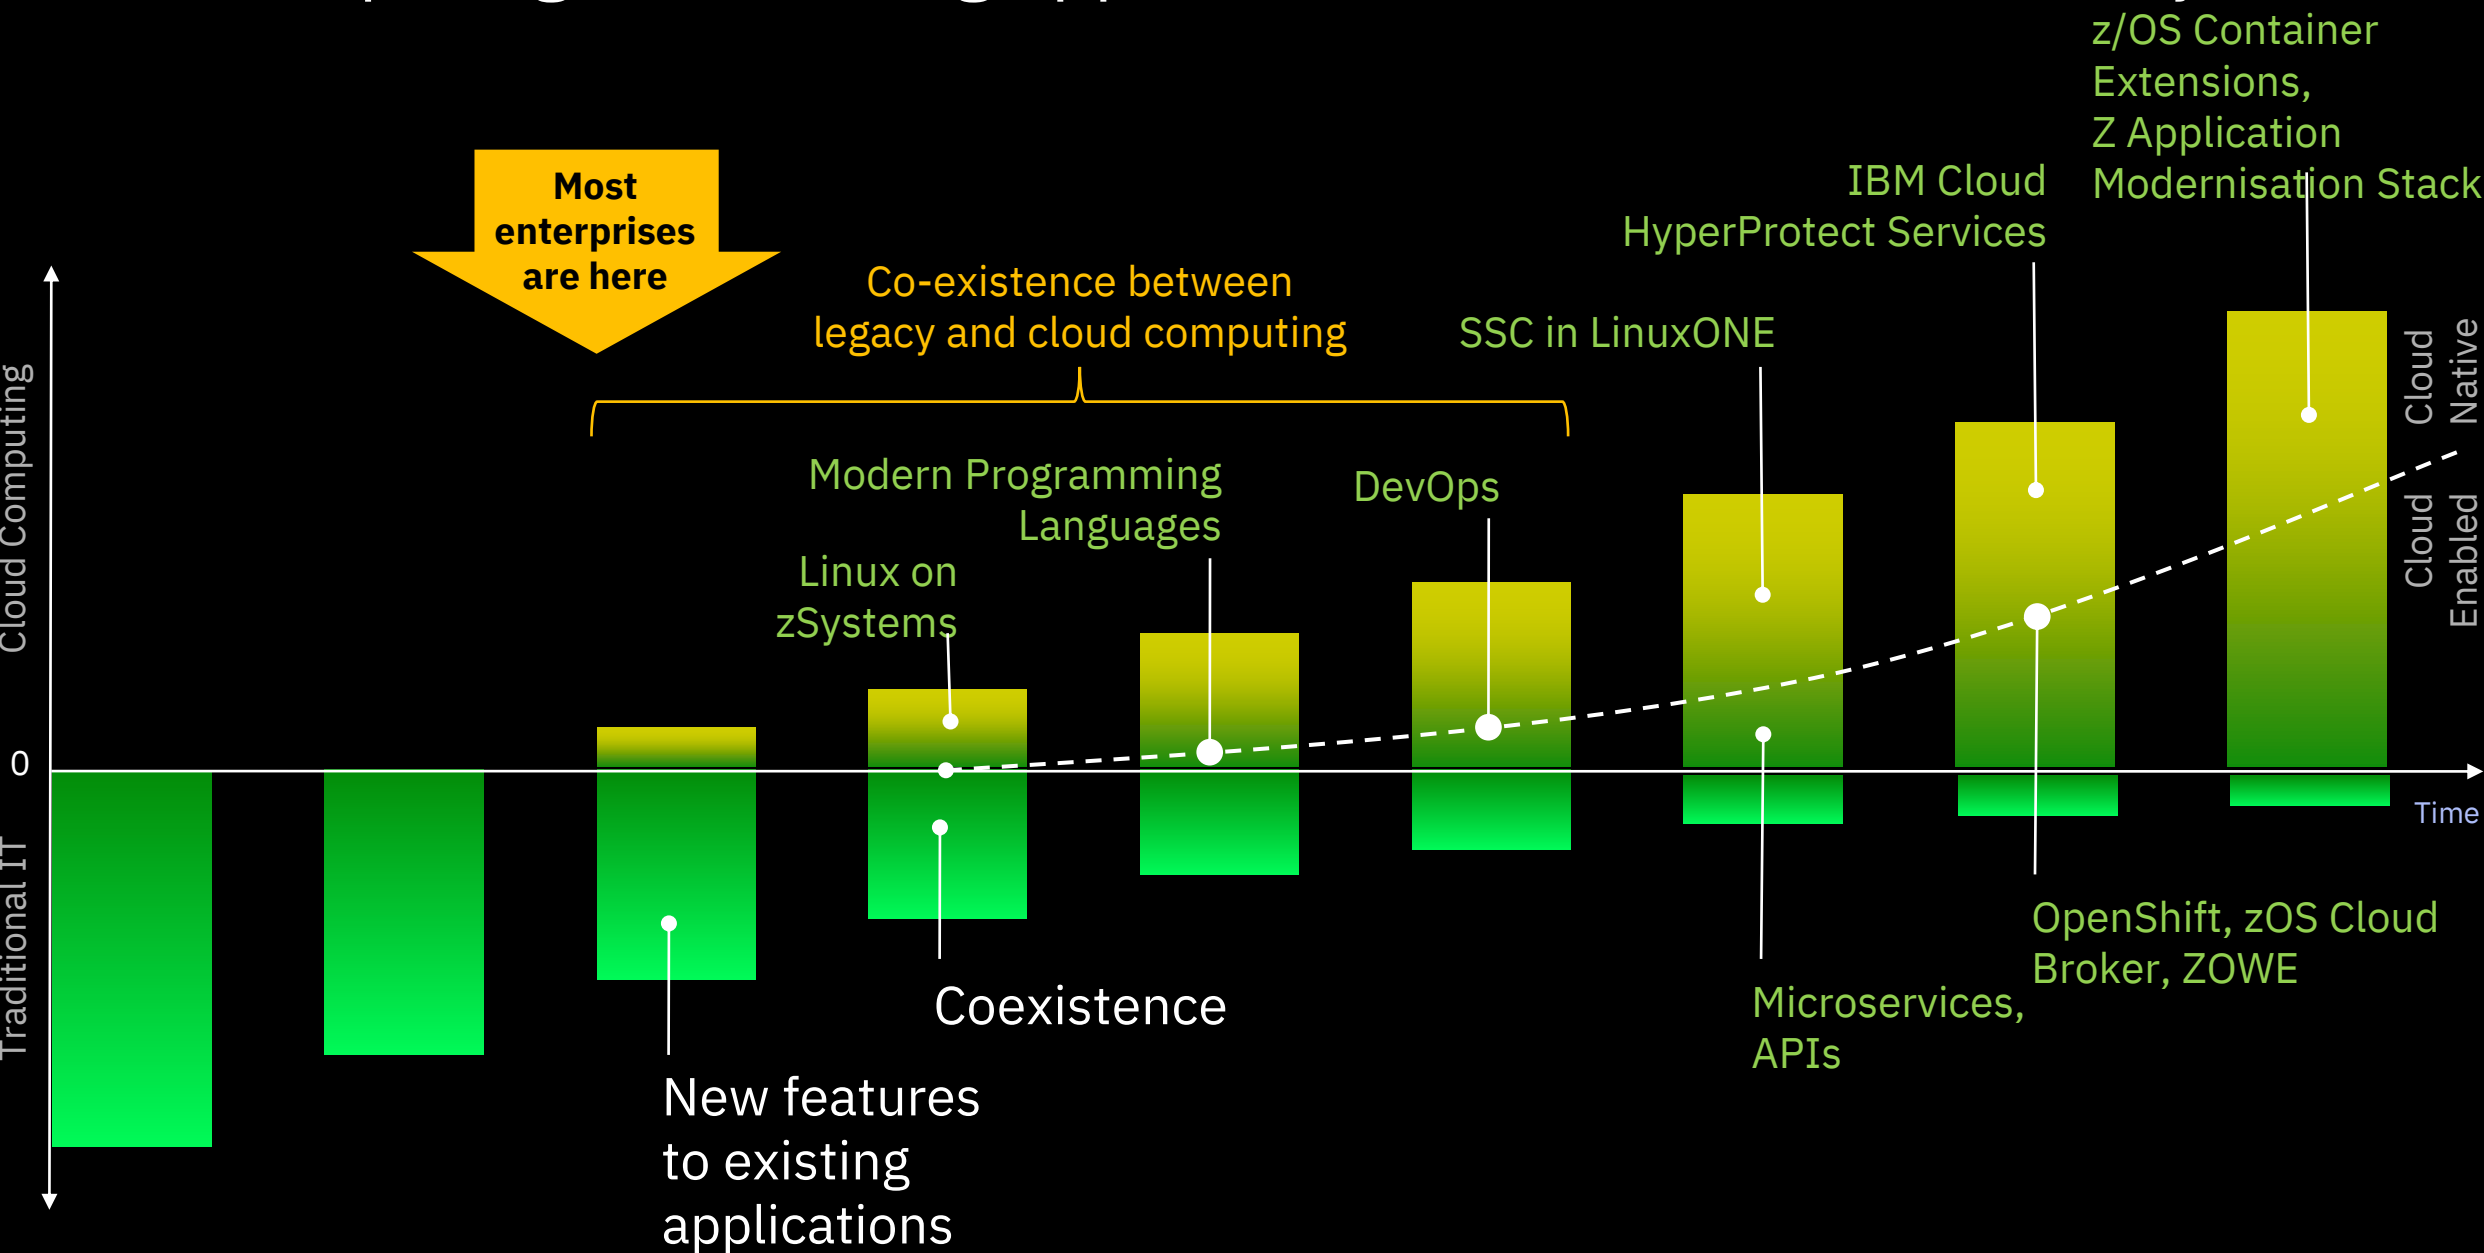 z/OS Container
Extensions,
Z Application
Modernisation Stack
Most
enterprises
are here
IBM Cloud
HyperProtect Services
Co-existence between
legacy and cloud computing
SSC in LinuxONE
Modern Programming
Languages
DevOps
Linux on
zSystems
Cloud Computing
Cloud
Native
Cloud
Enabled
0
Time
Traditional IT
OpenShift, zOS Cloud
Broker, ZOWE
Coexistence
Microservices,
APIs
New features
to existing
applications